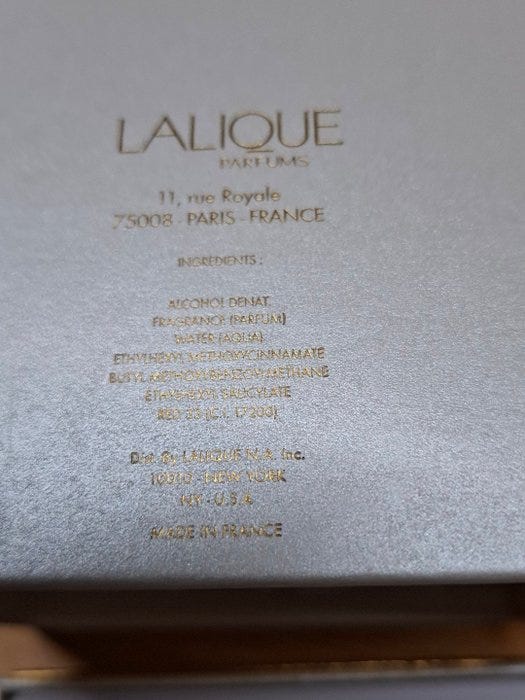 LALIQUE
PARFUMS
11, rue Royale
75008 - PARIS - FRANCE
INGREDIENTS :
ALCOHOL DENAT
FRAGRANCE (PARFUM)
WATER (AQUA)
ETHYLHEXYL METHOXYCINNAMATE
BUTYL METHOXYDIBENZOYLMETHANE
ETHYLHEXYL SALICYLATE
RED 33 (C.I. 17200)
Dist. By LALIQUE N.A. Inc.
10010 - NEW YORK
NY - U.S.A.
MADE IN FRANCE